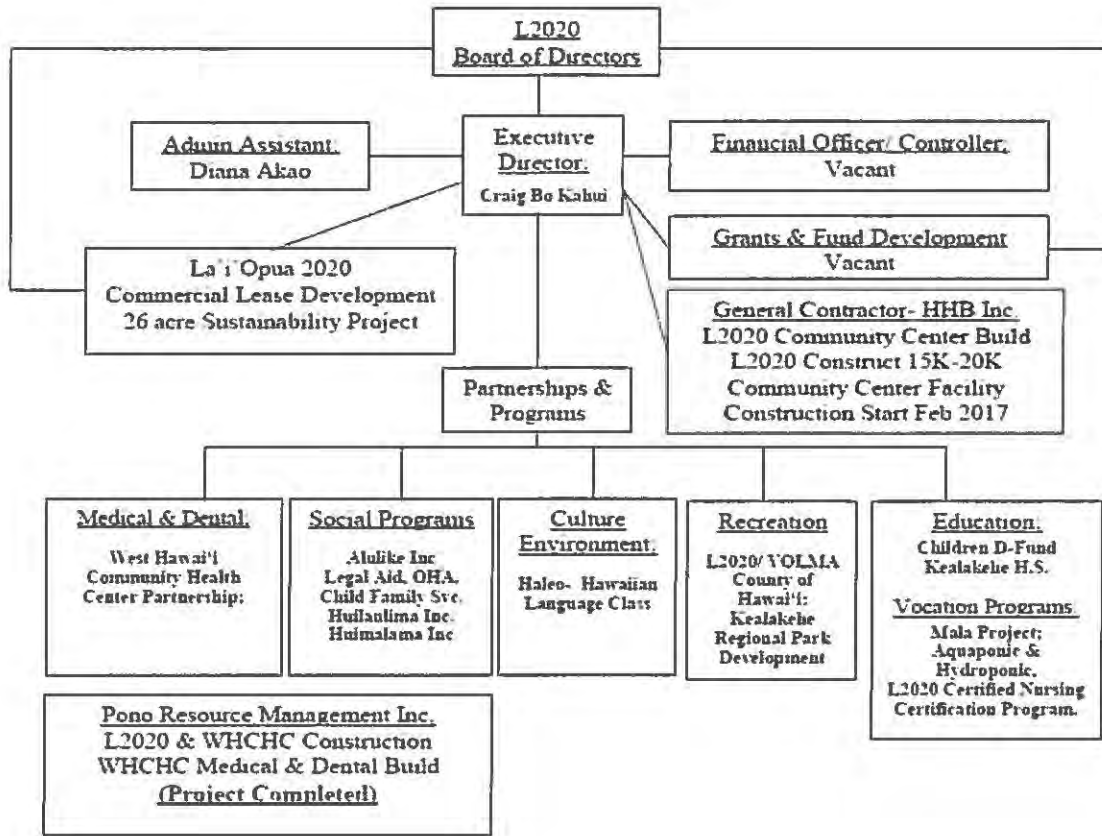 L2020
Board of Directors
Admin Assistant:
Diana Akao
Executive
Director:
Craig Bo Kahui
Financial Officer/ Controller:
Vacant
Grants & Fund Development
Vacant
La'i'Opua 2020
Commercial Lease Development
26 acre Sustainability Project
General Contractor- HHB Inc.
L2020 Community Center Build
L2020 Construct 15K-20K
Community Center Facility
Construction Start Feb 2017
Partnerships &
Programs
Medical & Dental:
West Hawai'i
Community Health
Center Partnership:
Social Programs
Alulike Inc
Legal Aid, OHA,
Child Family Svc.
Huilaulima Inc.
Huimalama Inc
Culture
Environment:
Haleo- Hawaiian
Language Class
Recreation
L2020/ VOLMA
County of
Hawai'i:
Kealakehe
Regional Park
Development
Education:
Children D-Fund
Kealakehe H.S.
Vocation Programs
Mala Project:
Aquaponic &
Hydroponic,
L2020 Certified Nursing
Certification Program.
Pono Resource Management Inc.
L2020 & WHCHC Construction
WHCHC Medical & Dental Build
(Project Completed)